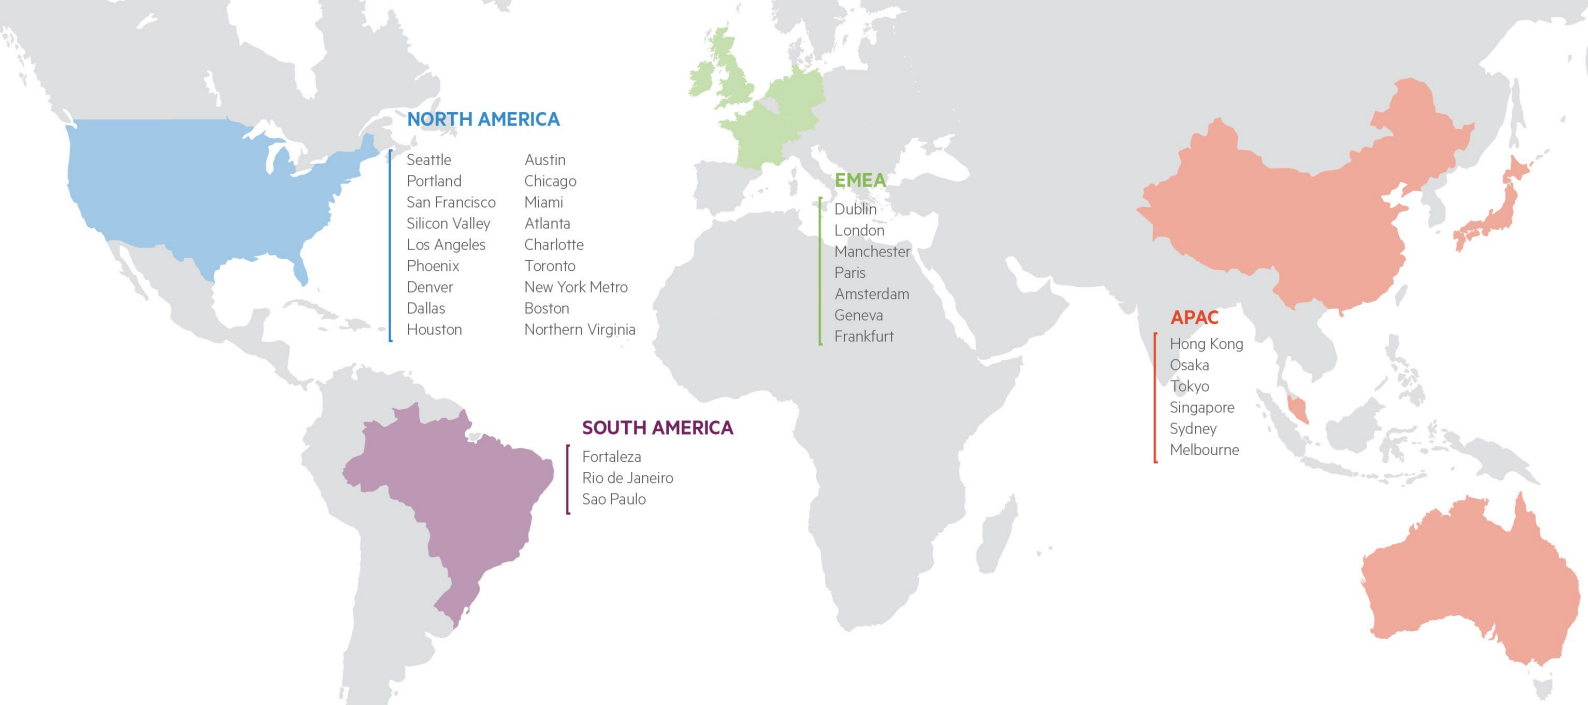 NORTH AMERICA
Seattle
Portland
San Francisco
Silicon Valley
Los Angeles
Phoenix
Denver
Dallas
Houston
Austin
Chicago
Miami
Atlanta
Charlotte
Toronto
New York Metro
Boston
Northern Virginia
EMEA
Dublin
London
Manchester
Paris
Amsterdam
Geneva
Frankfurt
APAC
Hong Kong
Osaka
Tokyo
Singapore
Sydney
Melbourne
SOUTH AMERICA
Fortaleza
Rio de Janeiro
Sao Paulo